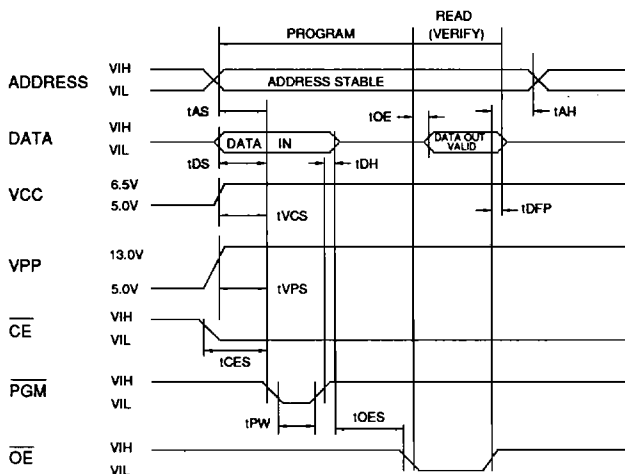 READ
PROGRAM (VERIFY)
ADDRESS VIH VIL ADDRESS STABLE
tAS tOE tAH
DATA VIH VIL DATA IN DATA OUT VALID
tDS tDH
VCC 6.5V 5.0V
tVCS tDFP
VPP 13.0V 5.0V
tVPS
CE VIH VIL
tCES
PGM VIH VIL
tPW tOES
OE VIH VIL